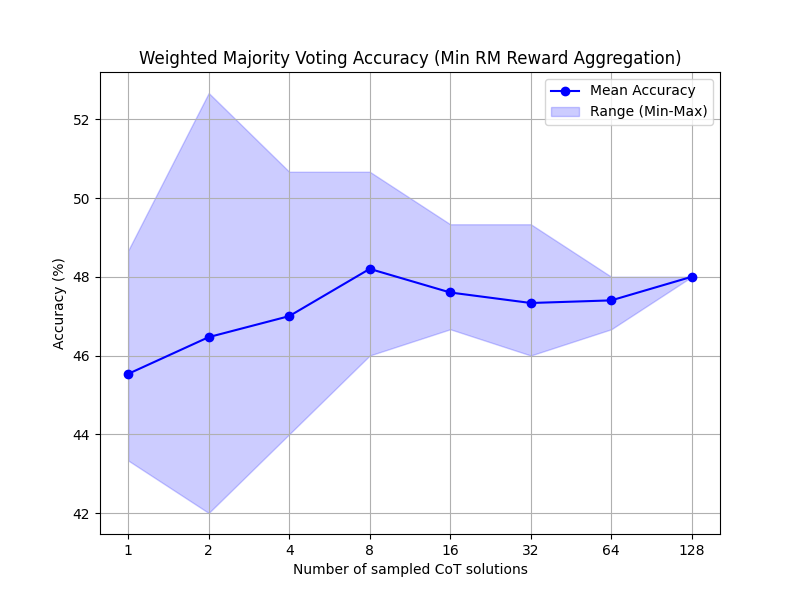 Weighted Majority Voting Accuracy (Min RM Reward Aggregation)
Mean Accuracy
Range (Min-Max)
Accuracy (%)
52
50
48
46
44
42
1 2 4 8 16 32 64 128
Number of sampled CoT solutions